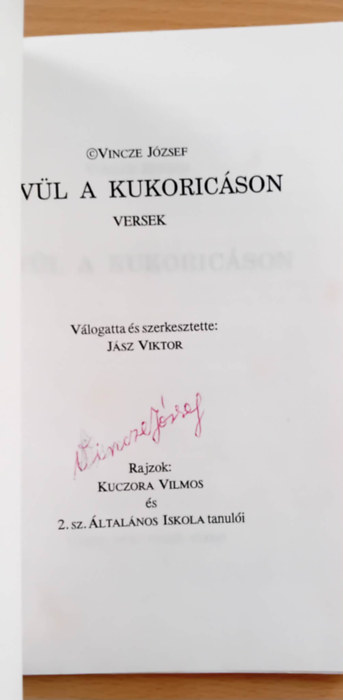 ©VINCZE JÓZSEF
VÜL A KUKORICÁSON
VERSEK
Válogatta és szerkesztette:
JÁSZ VIKTOR
Vincze József
Rajzok:
KUCZORA VILMOS
és
2. sz. ÁLTALÁNOS ISKOLA tanulói